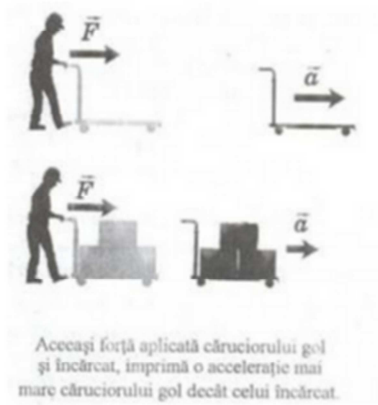 F⃗
a⃗
F⃗
a⃗
Aceeași forță aplicată căruciorului gol
și încărcat, imprimă o accelerație mai
mare căruciorului gol decât celui încărcat.